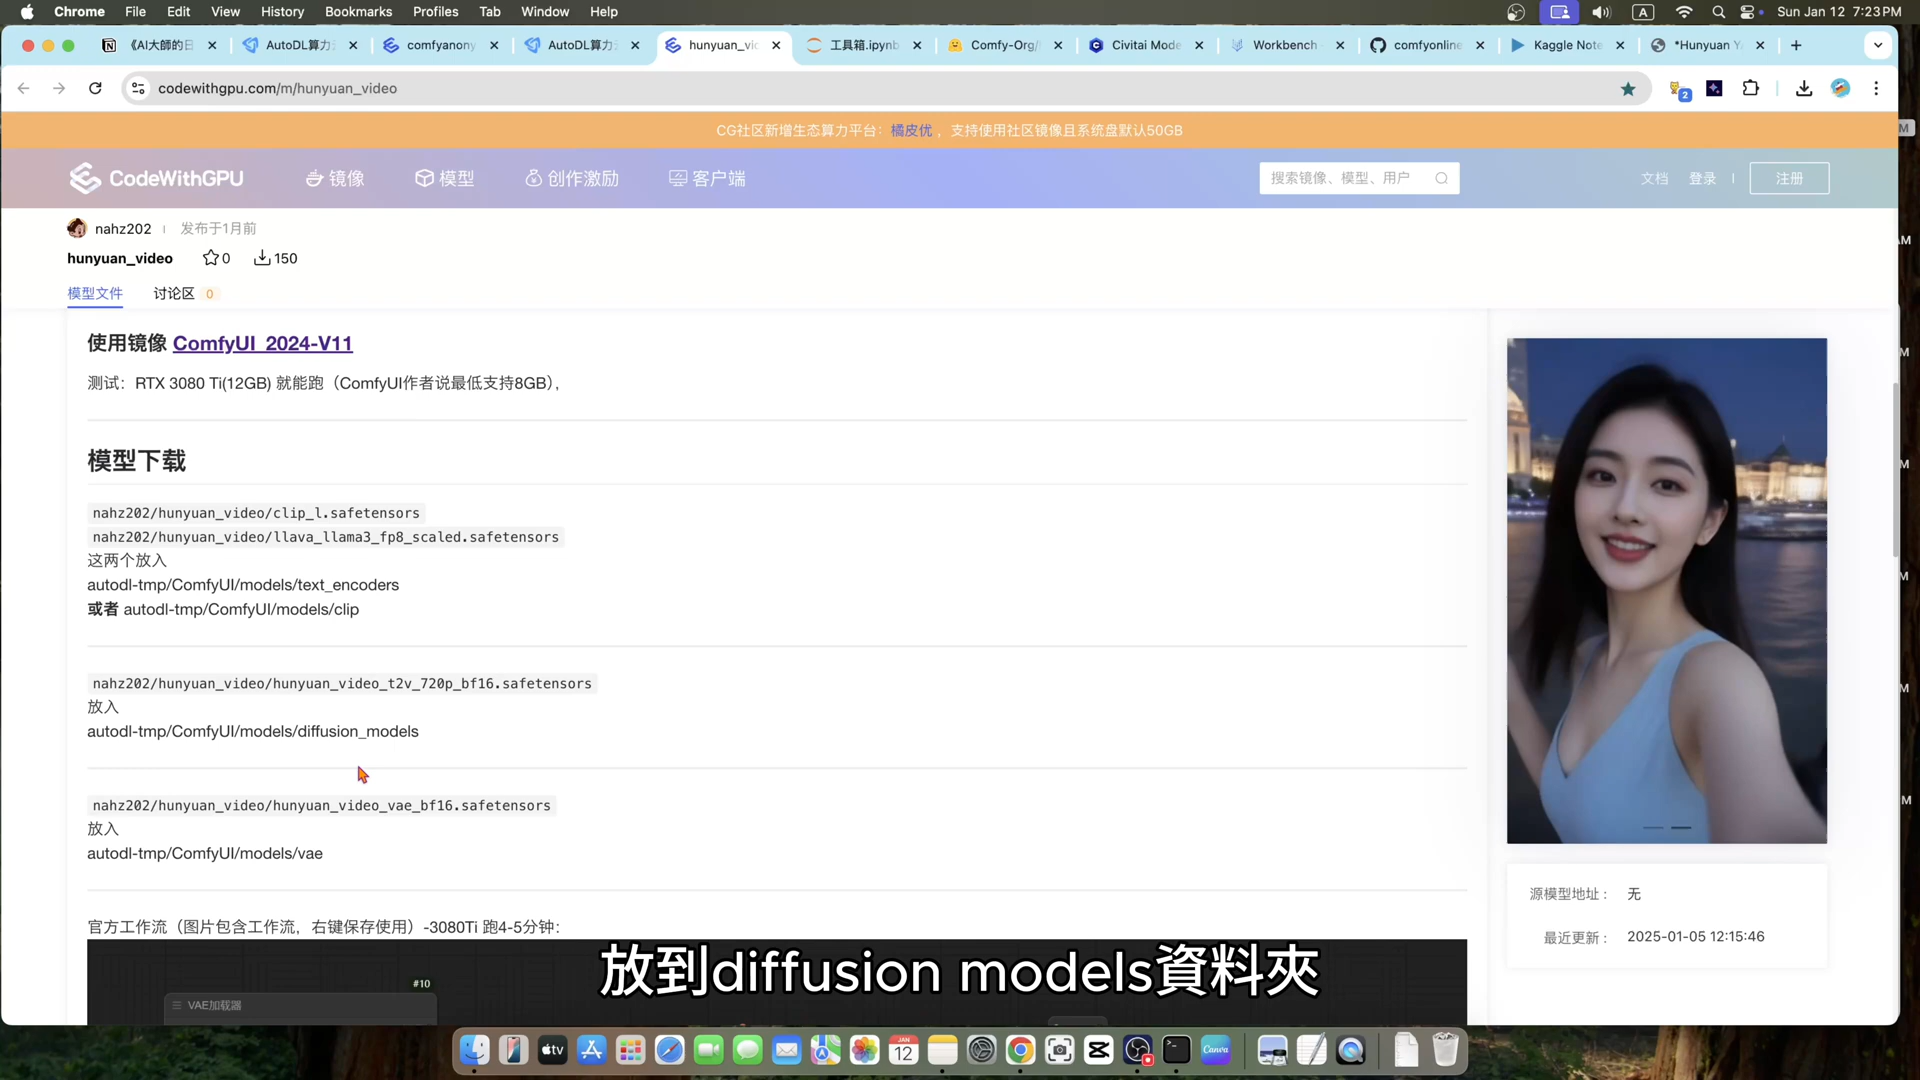 Chrome File Edit View History Bookmarks Profiles Tab Window Help
A Sun Jan 12 7:23 PM
《AI大師的日 AutoDL算力 comfyanony AutoDL算力 hunyuan_vi 工具箱.ipynb Comfy-Org/ Civitai Mode Workbench comfyonline Kaggle Note *Hunyuan
codewithgpu.com/m/hunyuan_video
2
CG社区新增生态算力平台：橘皮优，支持使用社区镜像且系统盘默认50GB
CodeWithGPU 镜像 模型 创作激励 客户端 搜索镜像、模型、用户 文档 登录 注册
nahz202 发布于1月前
hunyuan_video 0 150
模型文件 讨论区 0
使用镜像 ComfyUI_2024-V11
测试：RTX 3080 Ti(12GB) 就能跑（ComfyUI作者说最低支持8GB），
模型下载
nahz202/hunyuan_video/clip_l.safetensors
nahz202/hunyuan_video/llava_llama3_fp8_scaled.safetensors
这两个放入
autodl-tmp/ComfyUI/models/text_encoders
或者 autodl-tmp/ComfyUI/models/clip
nahz202/hunyuan_video/hunyuan_video_t2v_720p_bf16.safetensors
放入
autodl-tmp/ComfyUI/models/diffusion_models
nahz202/hunyuan_video/hunyuan_video_vae_bf16.safetensors
放入
autodl-tmp/ComfyUI/models/vae
源模型地址： 无
最近更新： 2025-01-05 12:15:46
官方工作流（图片包含工作流，右键保存使用）-3080Ti 跑4-5分钟：
放到diffusion models資料夾
#10
VAE加载器
tv JAN 12 Canva